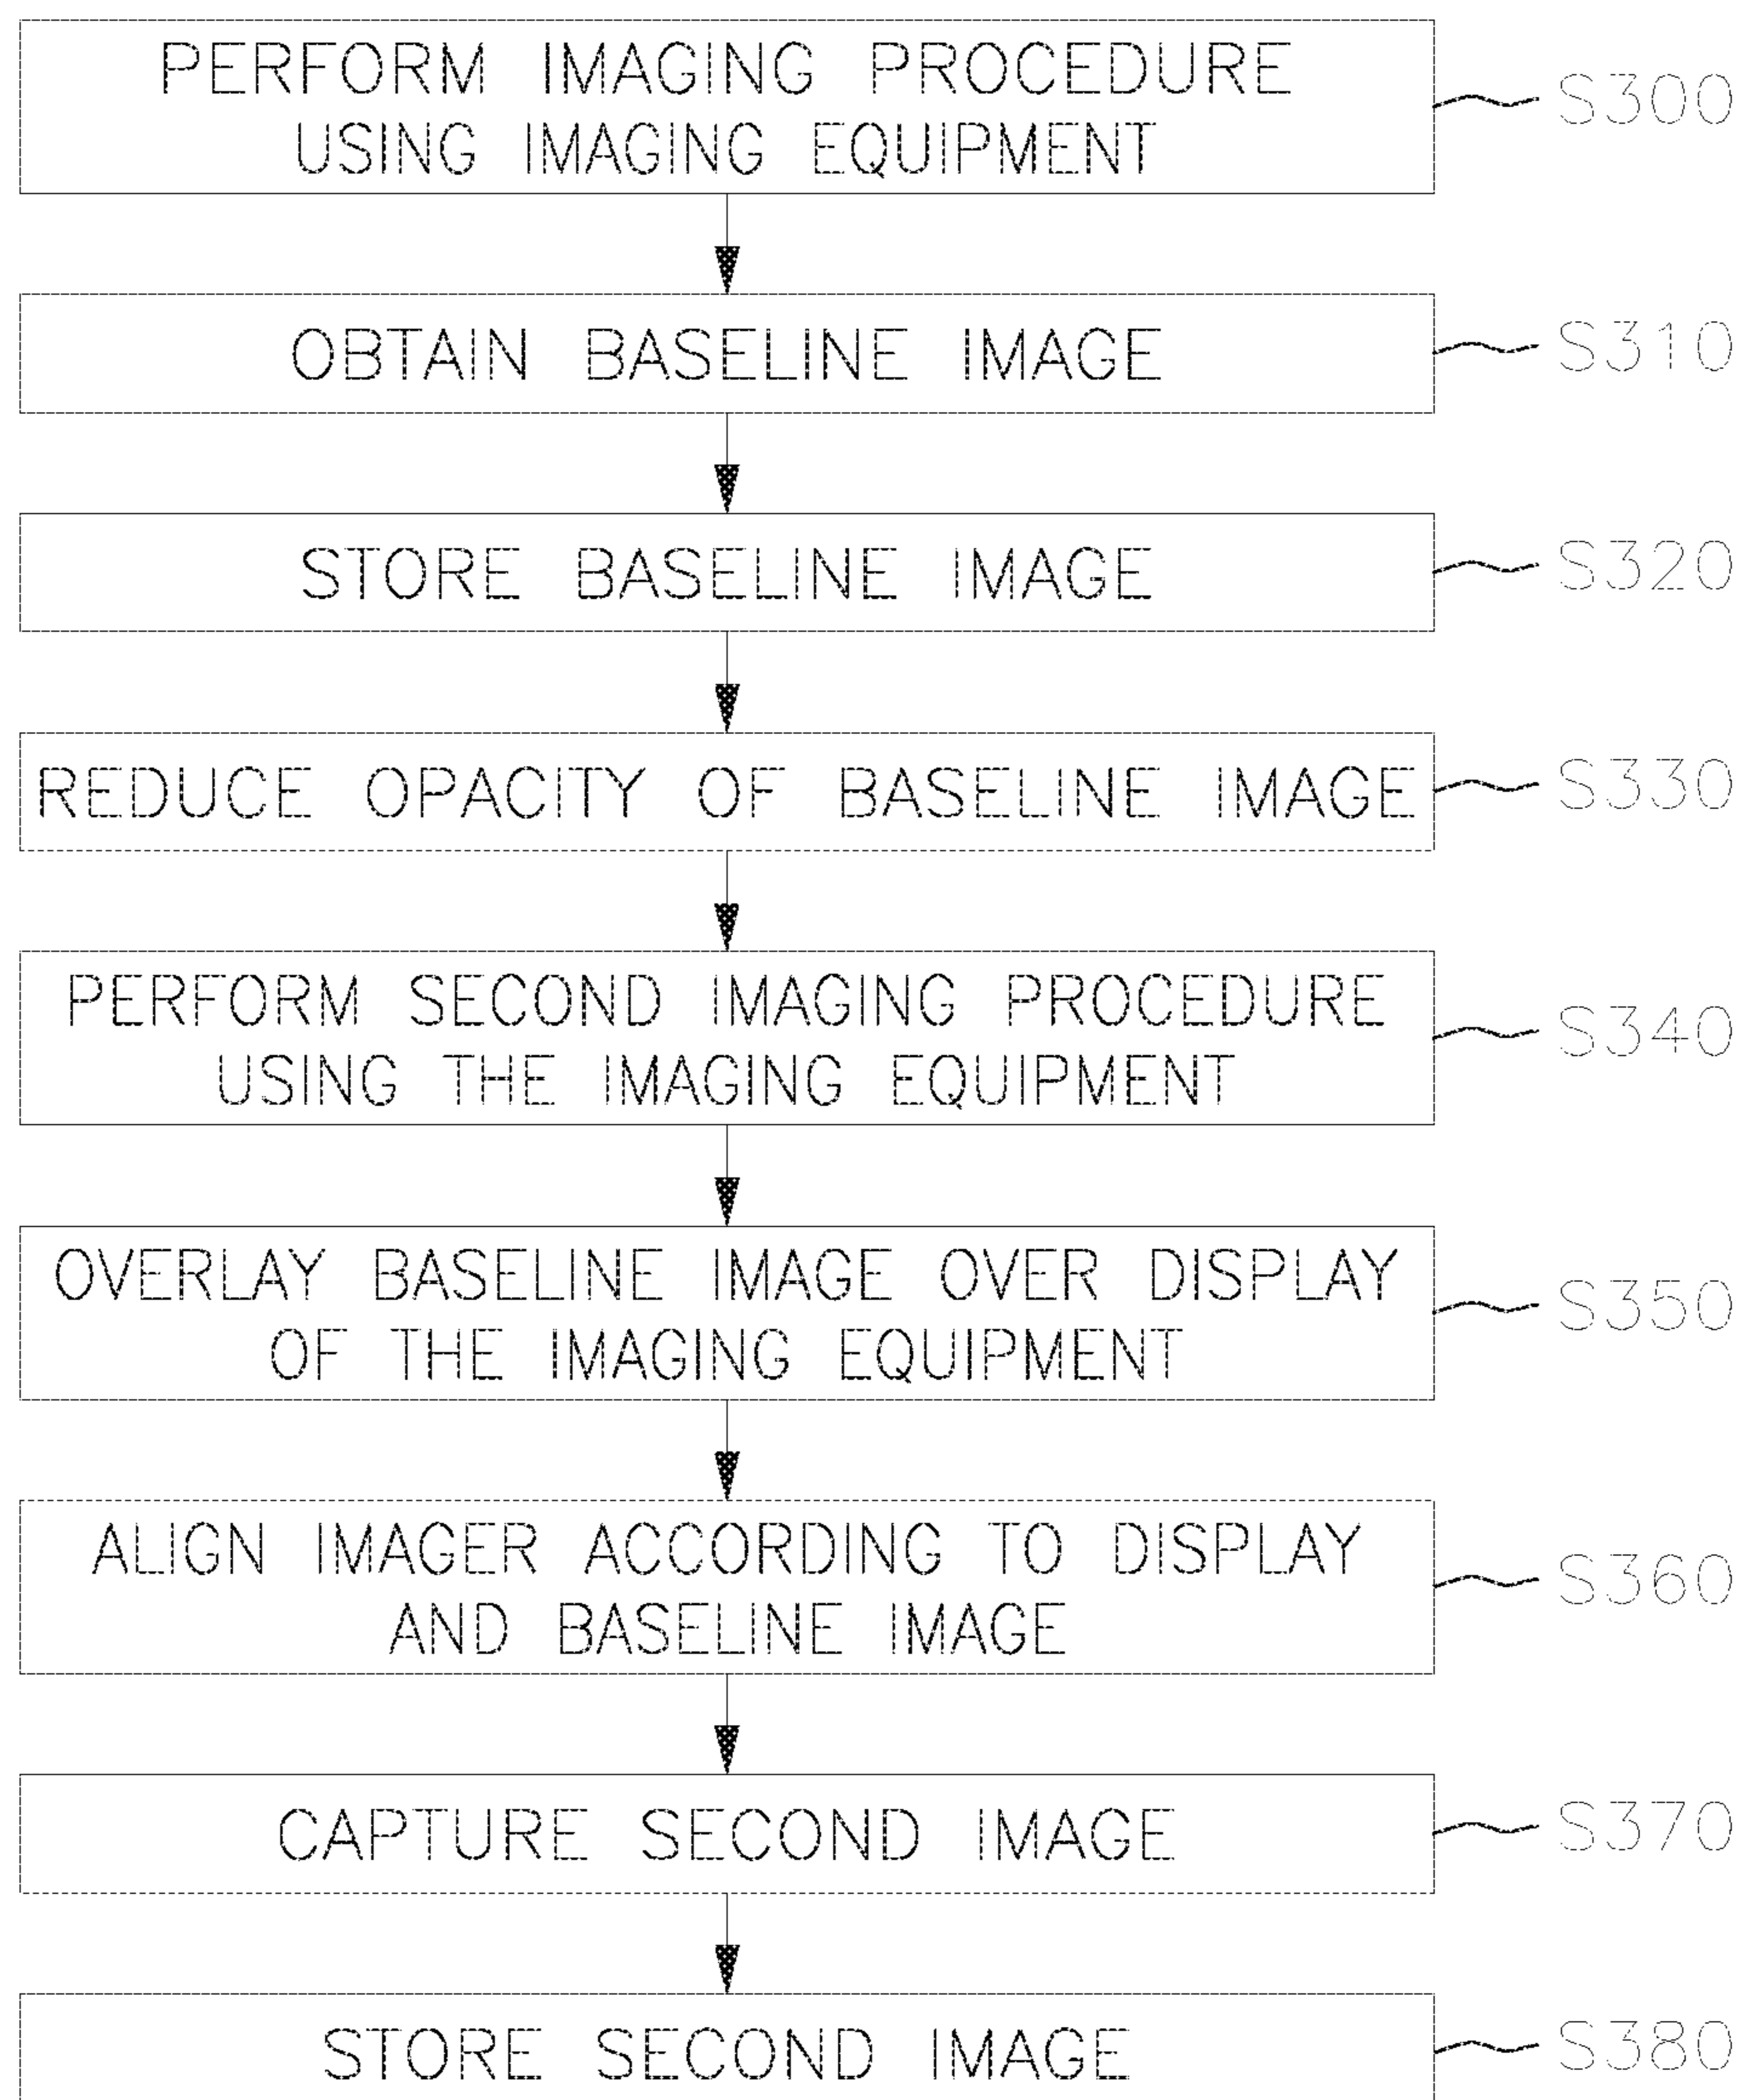 PERFORM IMAGING PROCEDURE
USING IMAGING EQUIPMENT
S300
OBTAIN BASELINE IMAGE
S310
STORE BASELINE IMAGE
S320
REDUCE OPACITY OF BASELINE IMAGE
S330
PERFORM SECOND IMAGING PROCEDURE
USING THE IMAGING EQUIPMENT
S340
OVERLAY BASELINE IMAGE OVER DISPLAY
OF THE IMAGING EQUIPMENT
S350
ALIGN IMAGER ACCORDING TO DISPLAY
AND BASELINE IMAGE
S360
CAPTURE SECOND IMAGE
S370
STORE SECOND IMAGE
S380